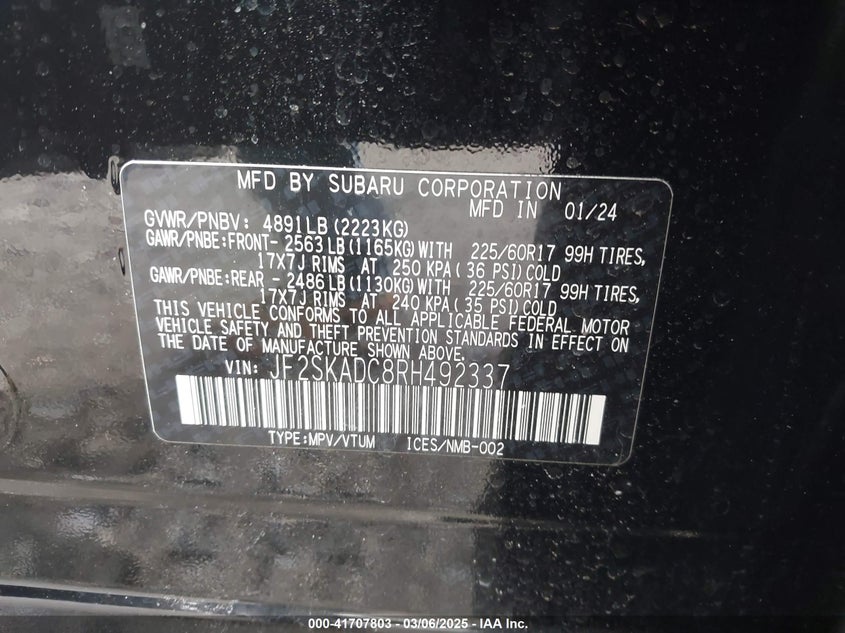 MFD BY SUBARU CORPORATION
MFD IN 01/24
GVWR/PNBV: 4891LB(2223KG)
GAWR/PNBE:FRONT- 2563LB(1165KG)WITH 225/60R17 99H TIRES,
17X7J RIMS AT 250 KPA(36 PSI)COLD
GAWR/PNBE:REAR - 2486LB(1130KG)WITH 225/60R17 99H TIRES,
17X7J RIMS AT 240 KPA(35 PSI)COLD
THIS VEHICLE CONFORMS TO ALL APPLICABLE FEDERAL MOTOR
VEHICLE SAFETY AND THEFT PREVENTION STANDARDS IN EFFECT ON
THE DATE OF MANUFACTURE SHOWN ABOVE.
VIN: JF2SKADC8RH492337
TYPE:MPV/VTUM ICES/NMB-002
000-41707803 - 03/06/2025 - IAA Inc.